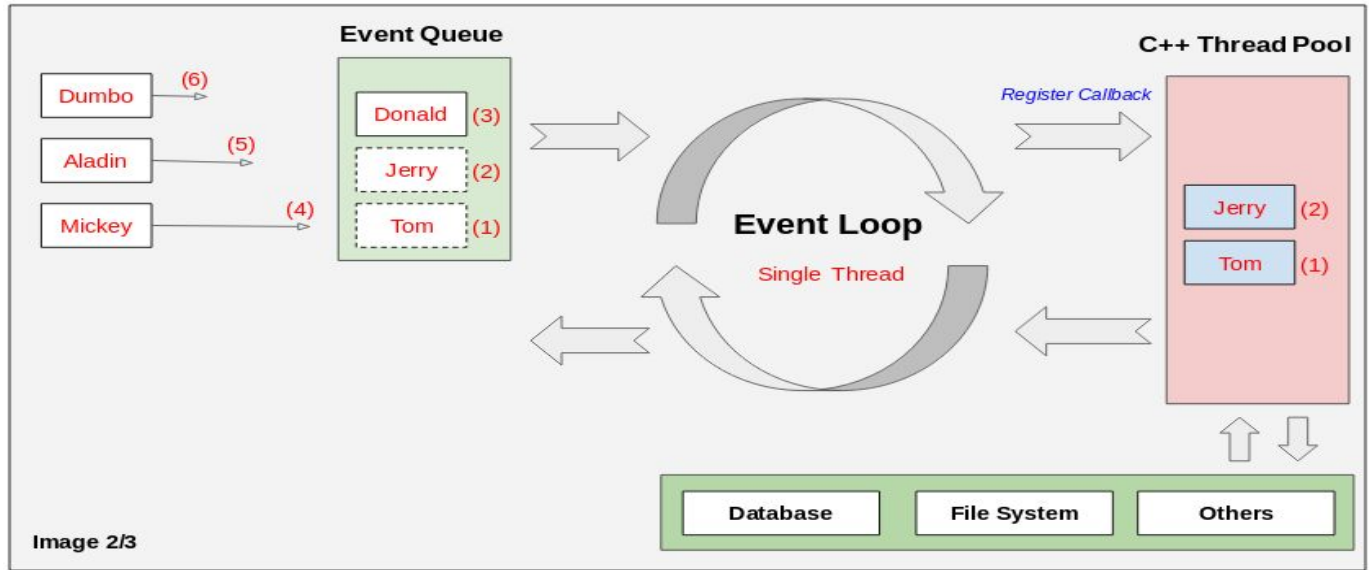 Event Queue
C++ Thread Pool
Dumbo
(6)
Aladin
(5)
Mickey
(4)
Donald
(3)
Jerry
(2)
Tom
(1)
Event Loop
Single Thread
Register Callback
Jerry
(2)
Tom
(1)
Database
File System
Others
Image 2/3